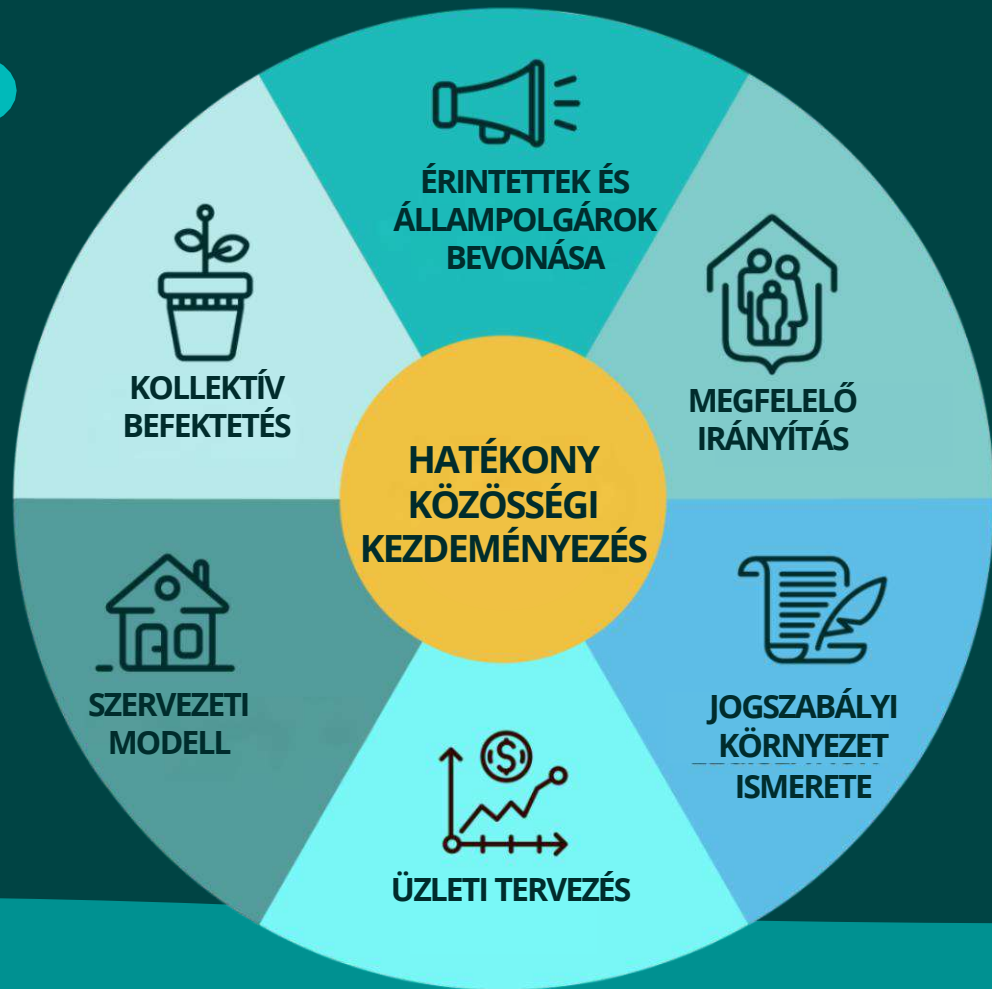 ÉRINTETTEK ÉS
ÁLLAMPOLGÁROK
BEVONÁSA
KOLLEKTÍV
BEFEKTETÉS
MEGFELELŐ
IRÁNYÍTÁS
HATÉKONY
KÖZÖSSÉGI
KEZDEMÉNYEZÉS
SZERVEZETI
MODELL
JOGSZABÁLYI
KÖRNYEZET
ISMERETE
ÜZLETI TERVEZÉS